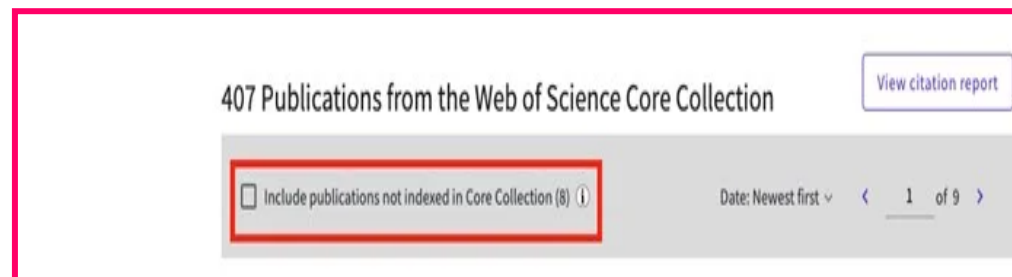 407 Publications from the Web of Science Core Collection
View citation report
Include publications not indexed in Core Collection (8)
Date: Newest first
1 of 9